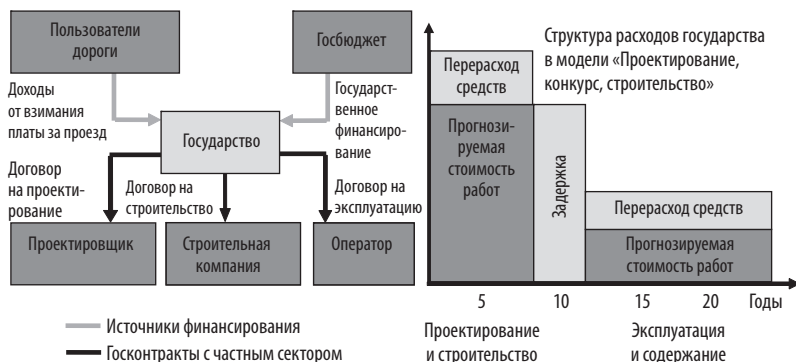 Пользователи
дороги
Госбюджет
Доходы
от взимания
платы за проезд
Государст-
венное
финансиро-
вание
Государство
Договор
на проекти-
рование
Договор на
строительство
Договор на
эксплуатацию
Проектировщик
Строительная
компания
Оператор
Источники финансирования
Госконтракты с частным сектором
Структура расходов государства
в модели «Проектирование,
конкурс, строительство»
Перерасход
средств
Прогнози-
руемая
стоимость
работ
Задержка
Перерасход средств
Прогнозируемая
стоимость работ
5 10 15 20 Годы
Проектирование
и строительство
Эксплуатация
и содержание